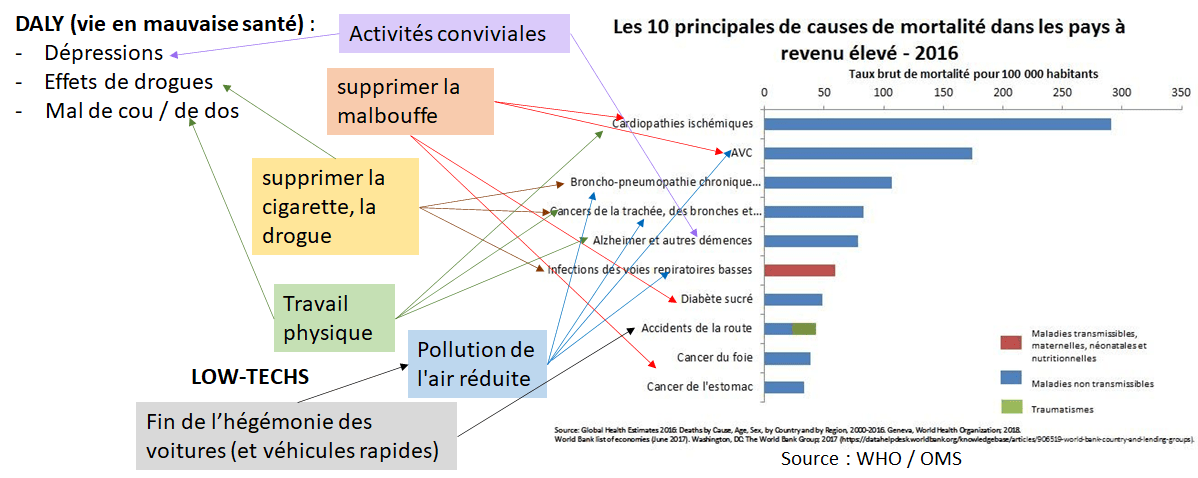 DALY (vie en mauvaise santé) :
- Dépressions
- Effets de drogues
- Mal de cou / de dos
Activités conviviales
supprimer la
malbouffe
supprimer la
cigarette, la
drogue
Travail
physique
Pollution de
l'air réduite
LOW-TECHS
Fin de l’hégémonie des
voitures (et véhicules rapides)
Les 10 principales de causes de mortalité dans les pays à
revenu élevé - 2016
Taux brut de mortalité pour 100 000 habitants
0 50 100 150 200 250 300 350
Cardiopathies ischémiques
AVC
Broncho-pneumopathie chronique...
Cancers de la trachée, des bronches et...
Alzheimer et autres démences
Infections des voies repiratoires basses
Diabète sucré
Accidents de la route
Cancer du foie
Cancer de l'estomac
Maladies transmissibles,
maternelles, néonatales et
nutritionnelles
Maladies non transmissibles
Traumatismes
Source: Global Health Estimates 2016: Deaths by Cause, Age, Sex, by Country and by Region, 2000-2016. Geneva, World Health Organization; 2018.
World Bank list of economies (June 2017). Washington, DC: The World Bank Group; 2017 (https://datahelpdesk.worldbank.org/knowledgebase/articles/906519-world-bank-country-and-lending-groups).
Source : WHO / OMS